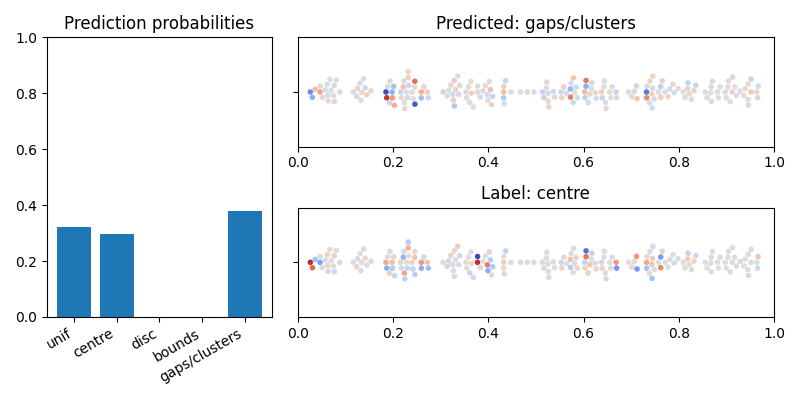 Prediction probabilities
1.0
0.8
0.6
0.4
0.2
0.0
unif
centre
disc
bounds
gaps/clusters
Predicted: gaps/clusters
0.0 0.2 0.4 0.6 0.8 1.0
Label: centre
0.0 0.2 0.4 0.6 0.8 1.0